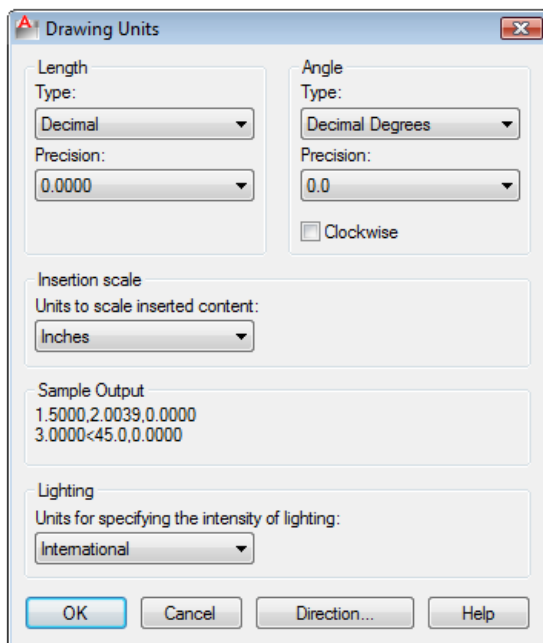 Drawing Units
Length
Type:
Decimal
Precision:
0.0000
Angle
Type:
Decimal Degrees
Precision:
0.0
Clockwise
Insertion scale
Units to scale inserted content:
Inches
Sample Output
1.5000,2.0039,0.0000
3.0000<45.0,0.0000
Lighting
Units for specifying the intensity of lighting:
International
OK Cancel Direction... Help